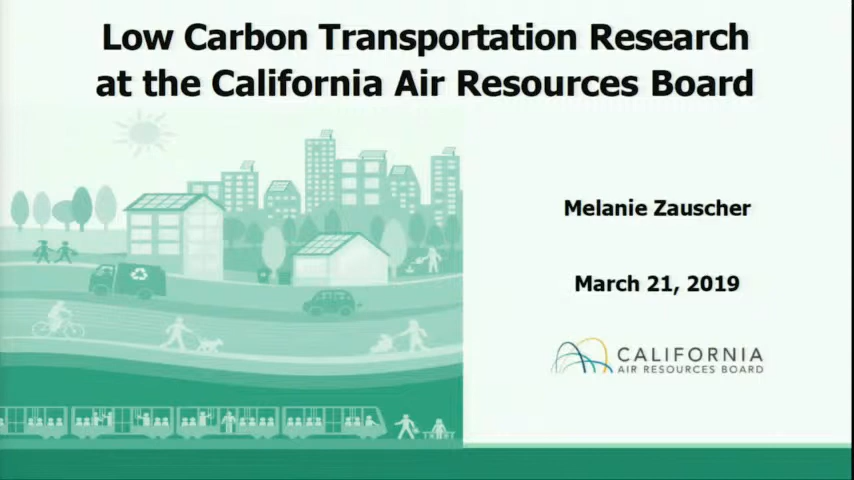 Low Carbon Transportation Research
at the California Air Resources Board
Melanie Zauscher
March 21, 2019
CALIFORNIA
AIR RESOURCES BOARD